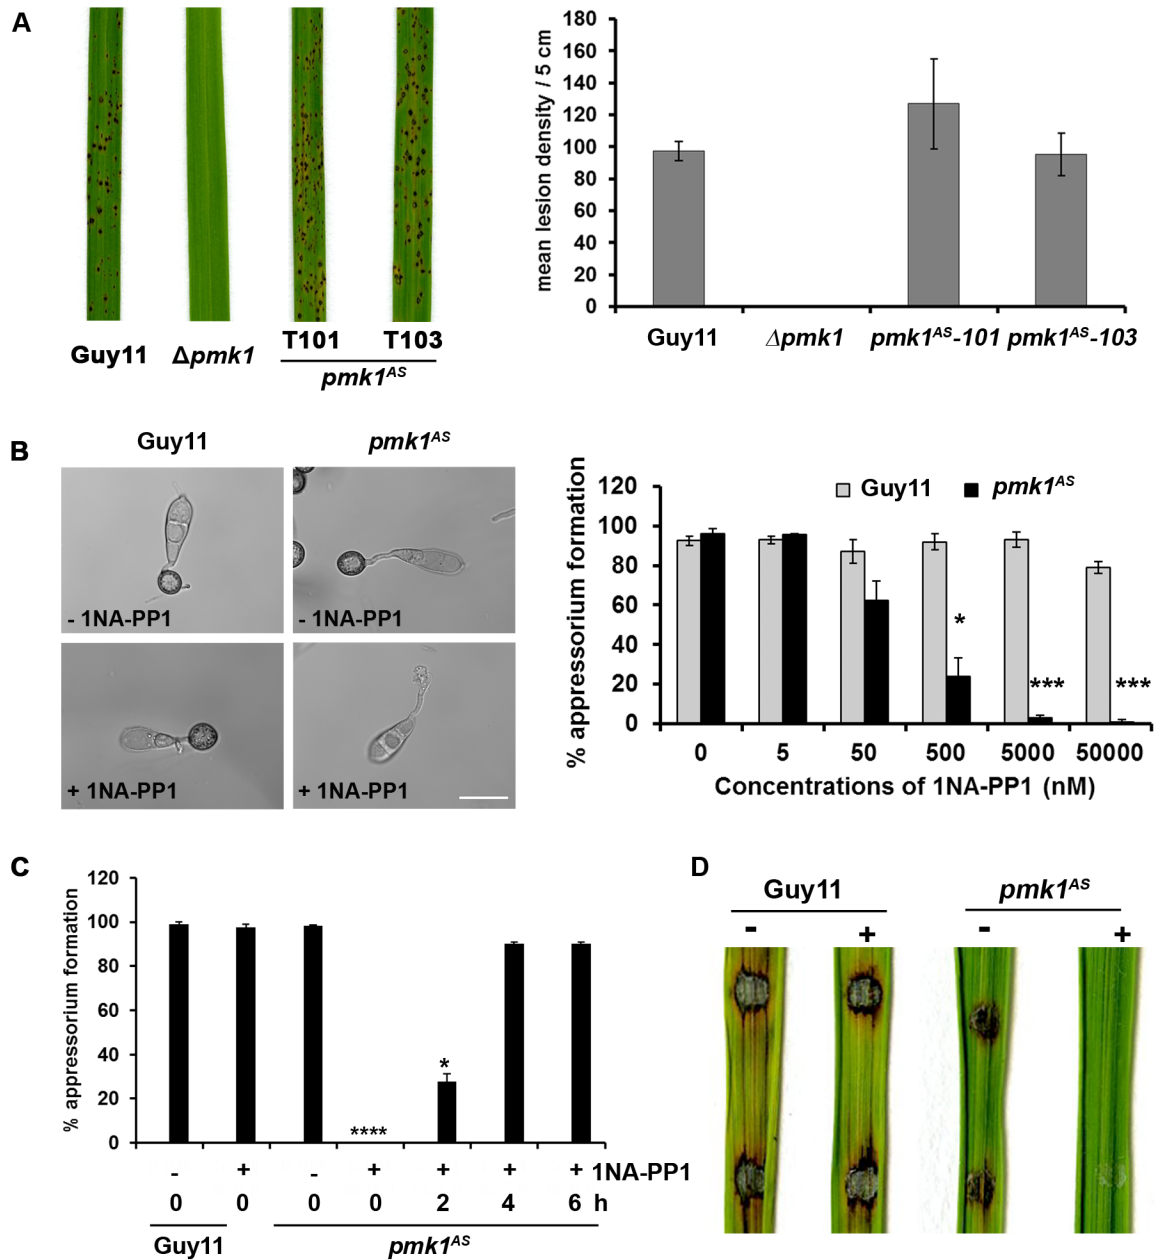 A
Guy11
Δpmk1
T101
T103
pmk1AS
mean lesion density / 5 cm
180
160
140
120
100
80
60
40
20
0
Guy11
Δpmk1
pmk1AS-101
pmk1AS-103
B
Guy11
pmk1AS
- 1NA-PP1
- 1NA-PP1
+ 1NA-PP1
+ 1NA-PP1
% appressorium formation
120
100
80
60
40
20
0
Guy11
pmk1AS
*
***
***
0 5 50 500 5000 50000
Concentrations of 1NA-PP1 (nM)
C
% appressorium formation
120
100
80
60
40
20
0
****
*
- + - + + + + 1NA-PP1
0 0 0 0 2 4 6 h
Guy11
pmk1AS
D
Guy11
pmk1AS
- + - +